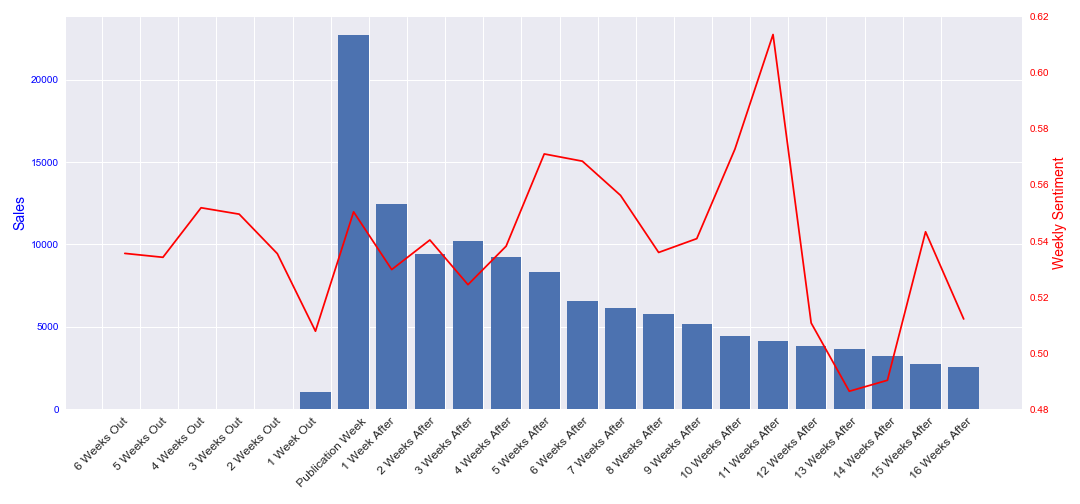 0.62
0.60
0.58
0.56
0.54
0.52
0.50
0.48
Weekly Sentiment
Sales
20000
15000
10000
5000
0
6 Weeks Out
5 Weeks Out
4 Weeks Out
3 Weeks Out
2 Weeks Out
1 Week Out
Publication Week
1 Week After
2 Weeks After
3 Weeks After
4 Weeks After
5 Weeks After
6 Weeks After
7 Weeks After
8 Weeks After
9 Weeks After
10 Weeks After
11 Weeks After
12 Weeks After
13 Weeks After
14 Weeks After
15 Weeks After
16 Weeks After